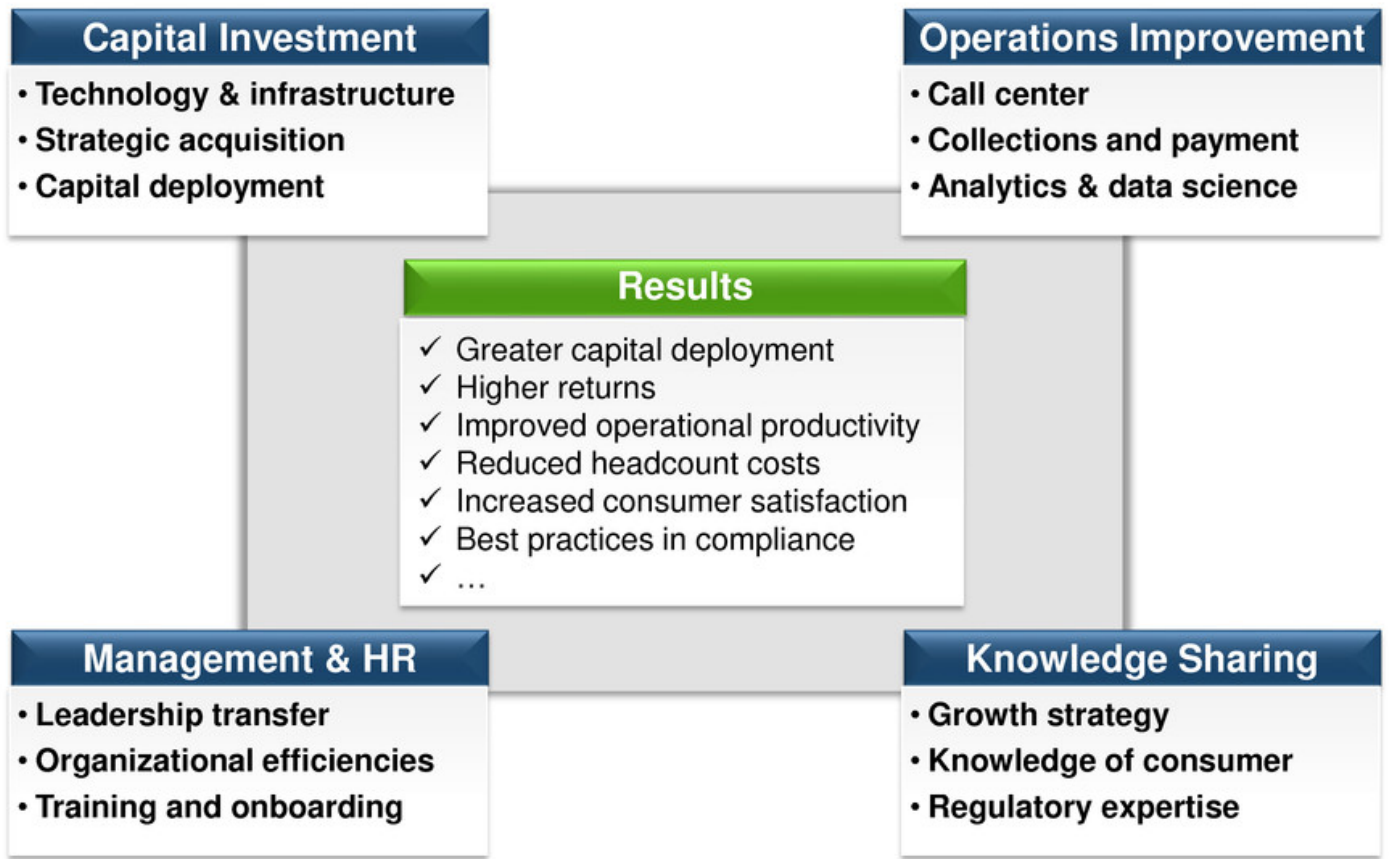 Capital Investment
• Technology & infrastructure
• Strategic acquisition
• Capital deployment
Operations Improvement
• Call center
• Collections and payment
• Analytics & data science
Results
✓ Greater capital deployment
✓ Higher returns
✓ Improved operational productivity
✓ Reduced headcount costs
✓ Increased consumer satisfaction
✓ Best practices in compliance
✓ …
Management & HR
• Leadership transfer
• Organizational efficiencies
• Training and onboarding
Knowledge Sharing
• Growth strategy
• Knowledge of consumer
• Regulatory expertise